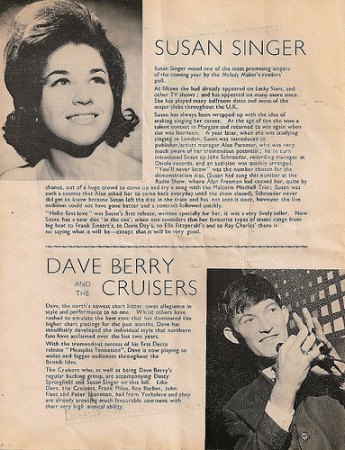 SUSAN SINGER
Susan Singer voted one of the most promising singers
of the coming year by the Melody Maker's readers'
poll.
At fifteen she had already appeared on Lucky Stars, and
other TV shows; and has appeared on many more since.
She has played many ballroom dates and most of the
major clubs throughout the U.K.
Susan has always been wrapped up with the idea of
making singing her career. At the age of ten she won a
talent contest in Margate and returned to win again when
she was fourteen. A year later, when she was studying
singing in London, Susan was introduced to
publisher/artists manager Alan Paramor, who was very
much aware of her tremendous potential; he in turn
introduced Susan to John Schroeder, recording manager at
Oriole records, and an audition was quickly arranged.
"You'll never know" was the number chosen for the
demonstration disc. (Susan had sung this number at the
Radio Show, where Alan Freeman had picked her, quite by
chance, out of a huge crowd to come up and try a song with the Malcolm Mitchell Trio; Susan was
such a success that Alan asked her to come back everyday until the show closed). Schroeder never
did get to know because Susan left the disc in the train and has not seen it since, however the live
audition could not have gone better and a contract followed quickly.
"Hello first love" was Susan's first release, written specially for her, it was a very lively seller. Now
Susan has a new disc 'in the can'; when one considers that her favourite types of music range from
big beat to Frank Sinatra's, to Doris Day's, to Ella Fitzgerald's and to Ray Charles' there is
no saying what it will be—except that it will be very good.
DAVE BERRY
AND THE CRUISERS
Dave, the north's newest chart hitter, owes allegiance in
style and performance to no one. Whilst others have
rushed to emulate the beat even that has dominated the
higher chart placings for the past months, Dave has
steadfastly developed the individual style that northern
fans have acclaimed over the last two years.
With the tremendous success of his first Decca
release "Memphis Tennessee", Dave is now playing to
wider and bigger audiences throughout the
British Isles.
The Cruisers who, as well as being Dave Berry's
regular backing group, are accompanying Dusty
Springfield and Susan Singer on this bill. Like
Dave, the Cruisers, Frank Miles, Roy Barber, John
Fleet and Peter Thornton, hail from Yorkshire and they
are already arousing much favourable comment with
their very high musical ability.